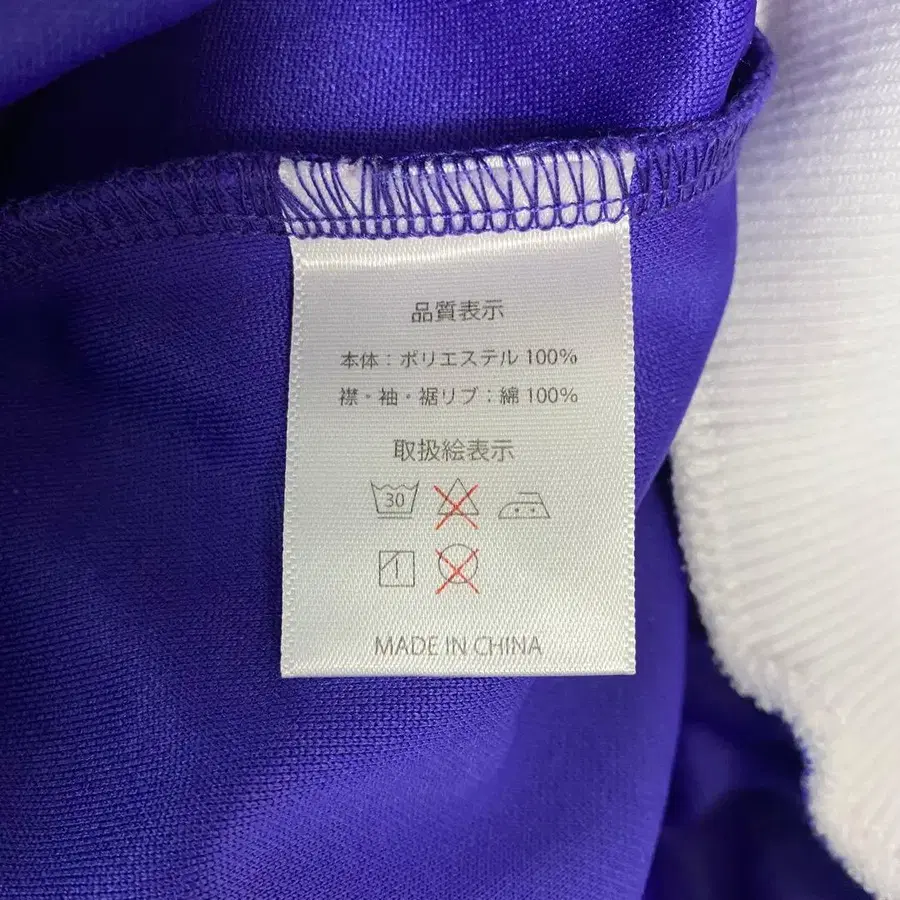 品質表示
本体：ポリエステル 100%
襟・袖・裾リブ；綿 100%
取扱絵表示
30
MADE IN CHINA